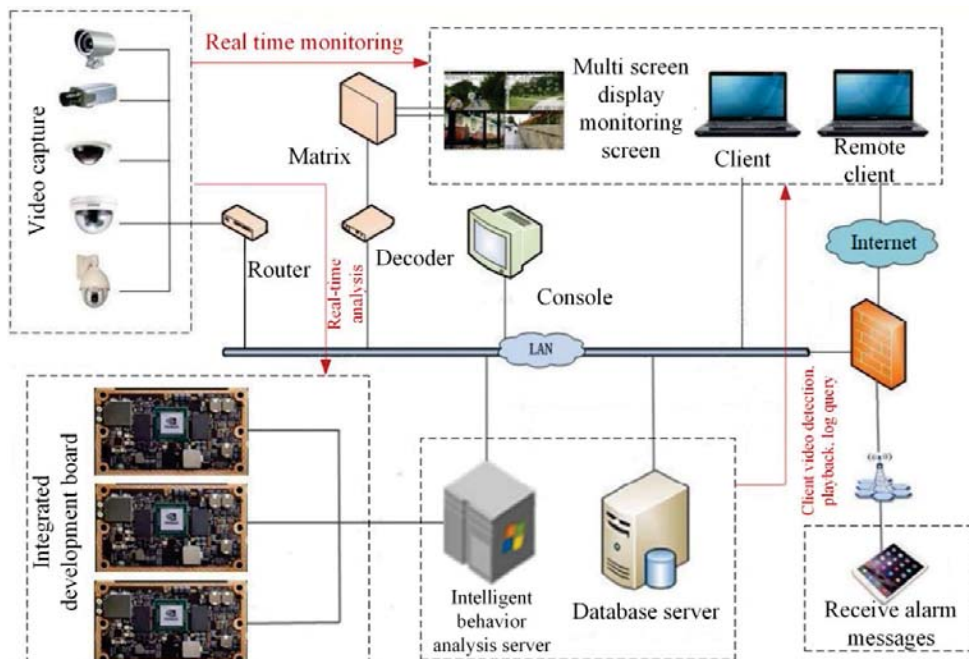 Video capture
Real time monitoring
Matrix
Multi screen
display
monitoring
screen
Client
Remote
client
Router
Decoder
Real-time
analysis
Console
Internet
LAN
Client video detection,
playback, log query
Integrated
development board
Intelligent
behavior
analysis server
Database server
Receive alarm
messages